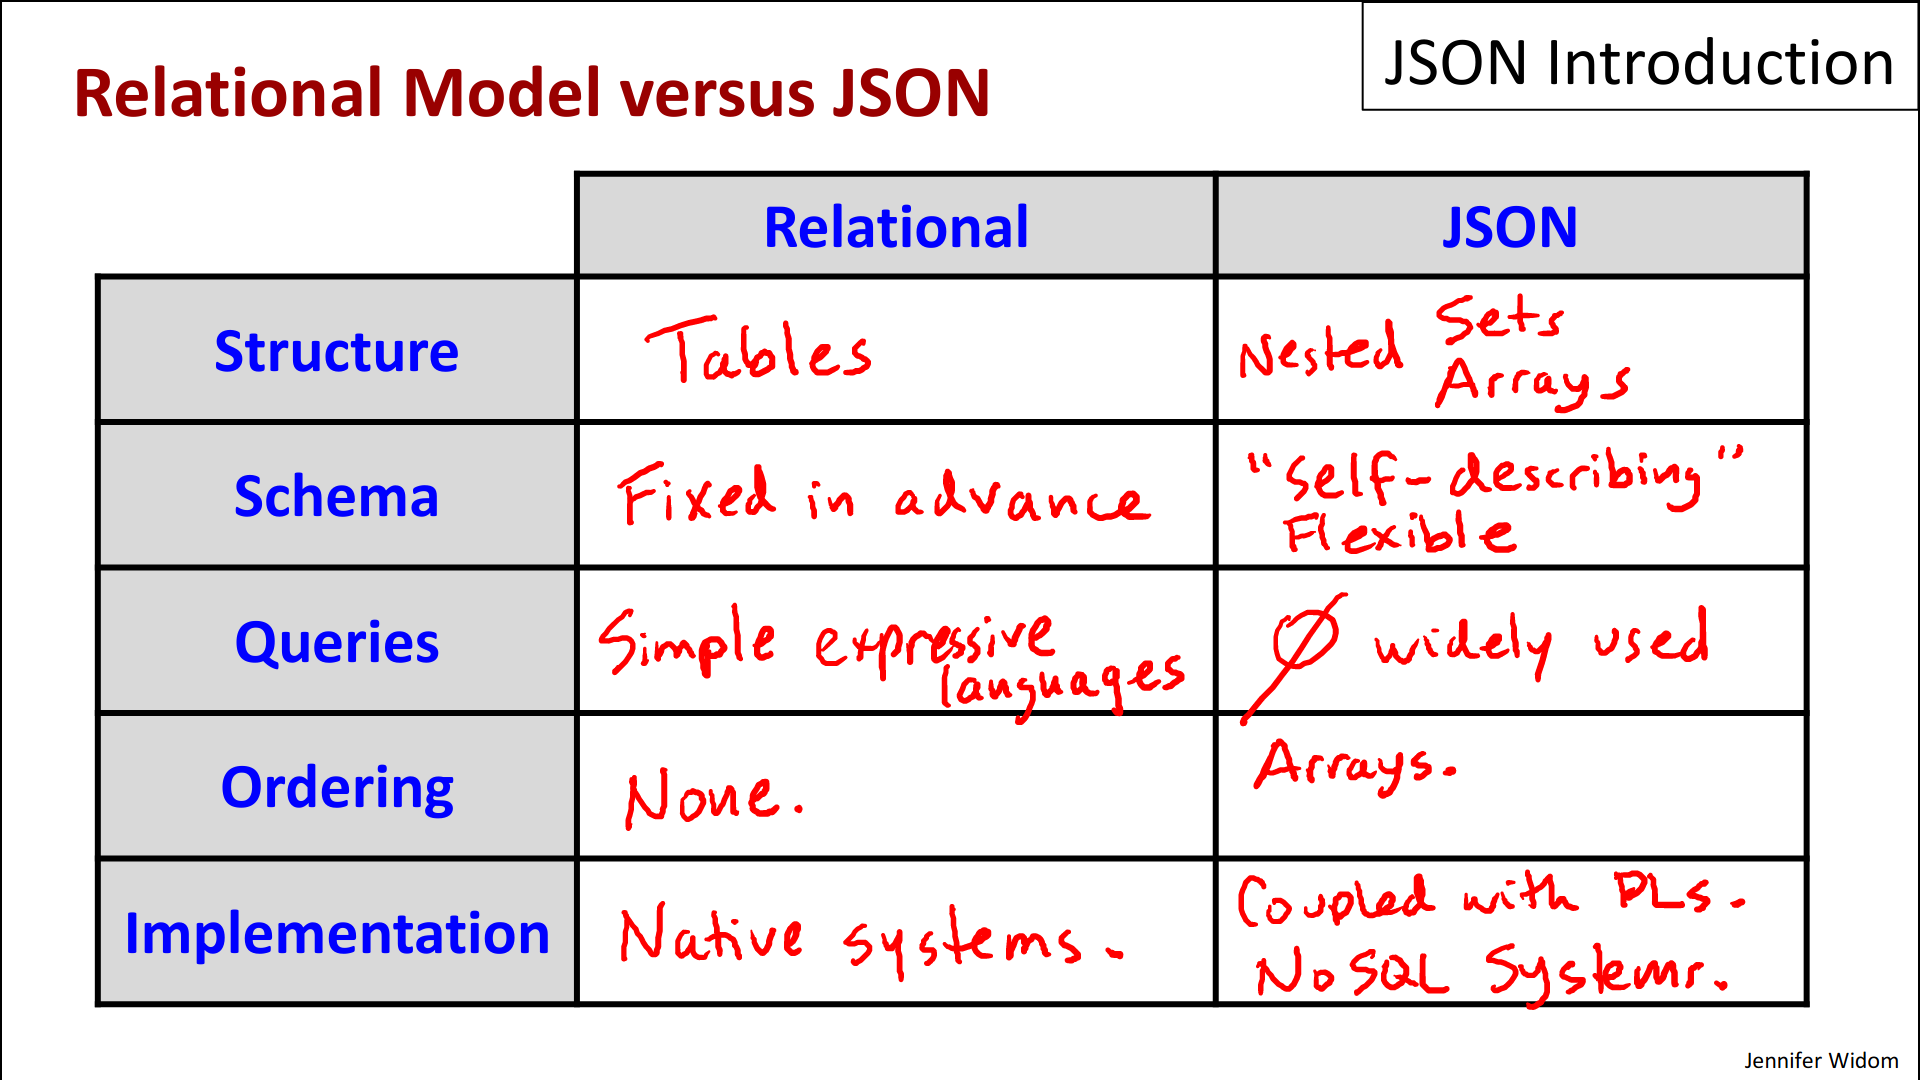 JSON Introduction
Relational Model versus JSON
Relational JSON
Structure Tables Nested Sets
Arrays
Schema Fixed in advance "Self-describing"
Flexible
Queries Simple expressive languages Ø widely used
Ordering None. Arrays.
Implementation Native systems. Coupled with PLs.
NoSQL Systems.
Jennifer Widom